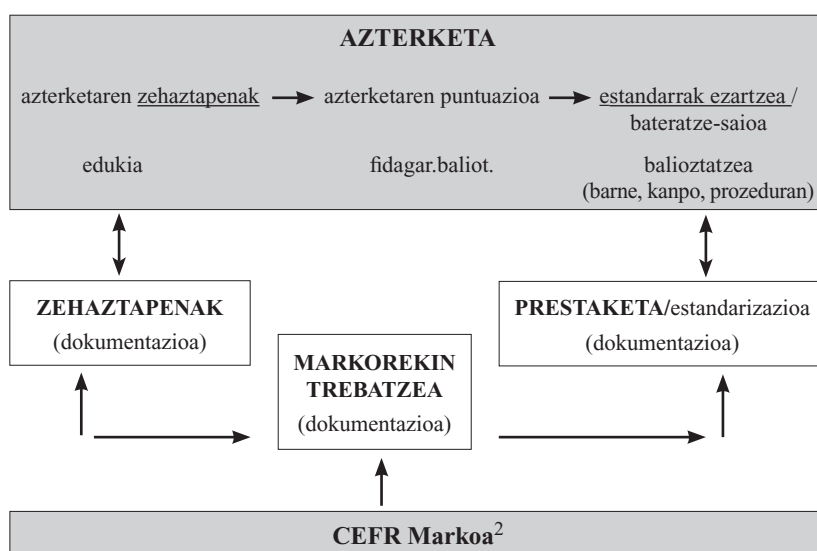 AZTERKETA
azterketaren zehaztapenak azterketaren puntuazioa estandarrak ezartzea /
bateratze-saioa
edukia fidagar.baliot. balioztatzea
(barne, kanpo, prozeduran)
ZEHAZTAPENAK
(dokumentazioa)
PRESTAKETA/estandarizazioa
(dokumentazioa)
MARKOREKIN
TREBATZEA
(dokumentazioa)
CEFR Markoa2